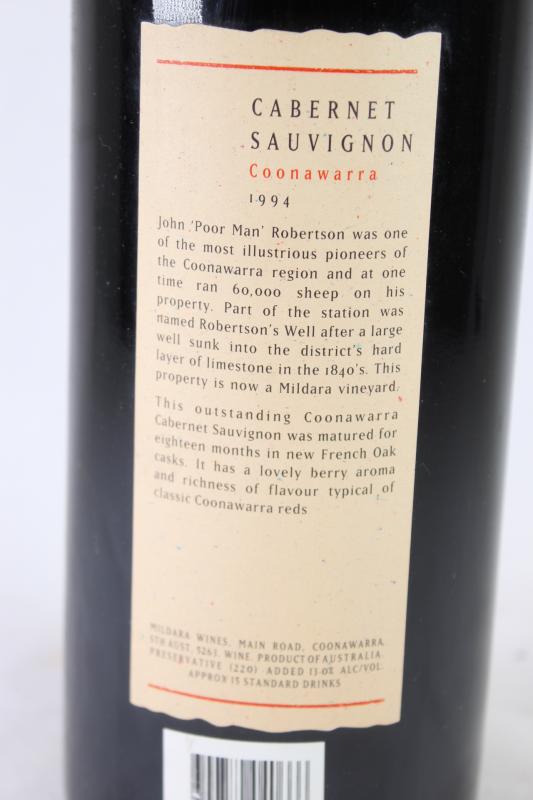 CABERNET
SAUVIGNON
Coonawarra
1994
John 'Poor Man' Robertson was one
of the most illustrious pioneers of
the Coonawarra region and at one
time ran 60,000 sheep on his
property. Part of the station was
named Robertson's Well after a large
well sunk into the district's hard
layer of limestone in the 1840's. This
property is now a Mildara vineyard.
This outstanding Coonawarra
Cabernet Sauvignon was matured for
eighteen months in new French Oak
casks. It has a lovely berry aroma
and richness of flavour typical of
classic Coonawarra reds
MILDARA WINES, MAIN ROAD, COONAWARRA,
STH AUST, 5263. WINE. PRODUCT OF AUSTRALIA.
PRESERVATIVE (220) ADDED 13.0% ALC/VOL.
APPROX 15 STANDARD DRINKS